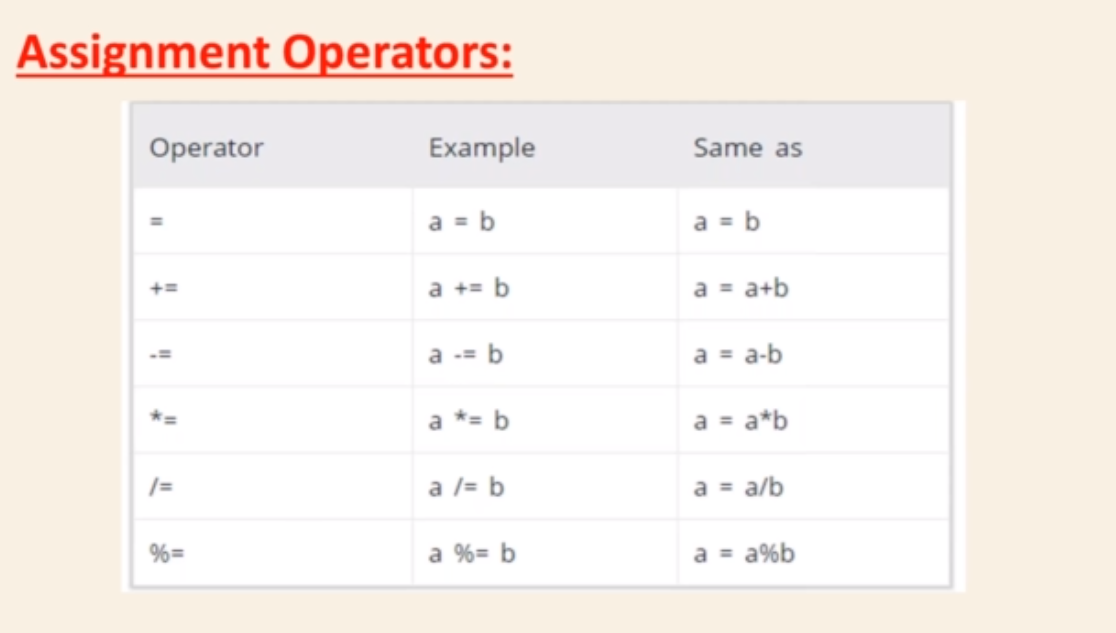 Assignment Operators:
Operator Example Same as
= a = b a = b
+= a += b a = a+b
-= a -= b a = a-b
*= a *= b a = a*b
/= a /= b a = a/b
%= a %= b a = a%b